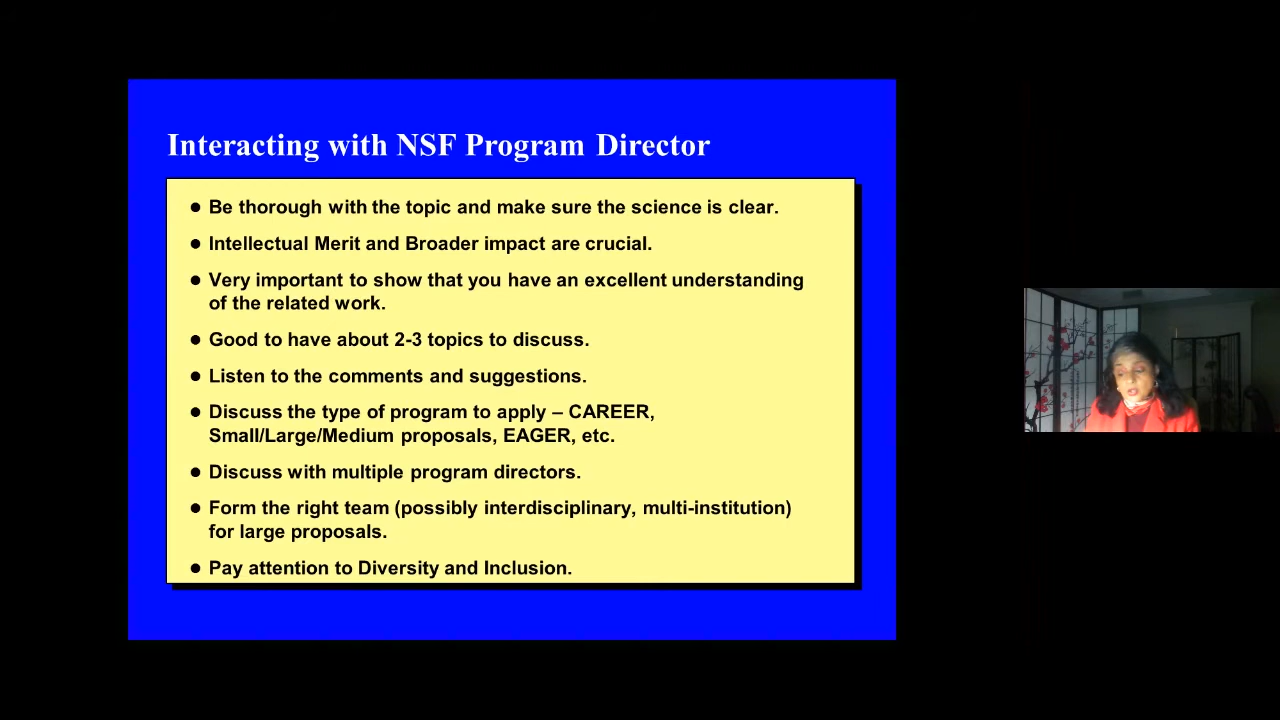 Interacting with NSF Program Director
● Be thorough with the topic and make sure the science is clear.
● Intellectual Merit and Broader impact are crucial.
● Very important to show that you have an excellent understanding
of the related work.
● Good to have about 2-3 topics to discuss.
● Listen to the comments and suggestions.
● Discuss the type of program to apply – CAREER,
Small/Large/Medium proposals, EAGER, etc.
● Discuss with multiple program directors.
● Form the right team (possibly interdisciplinary, multi-institution)
for large proposals.
● Pay attention to Diversity and Inclusion.